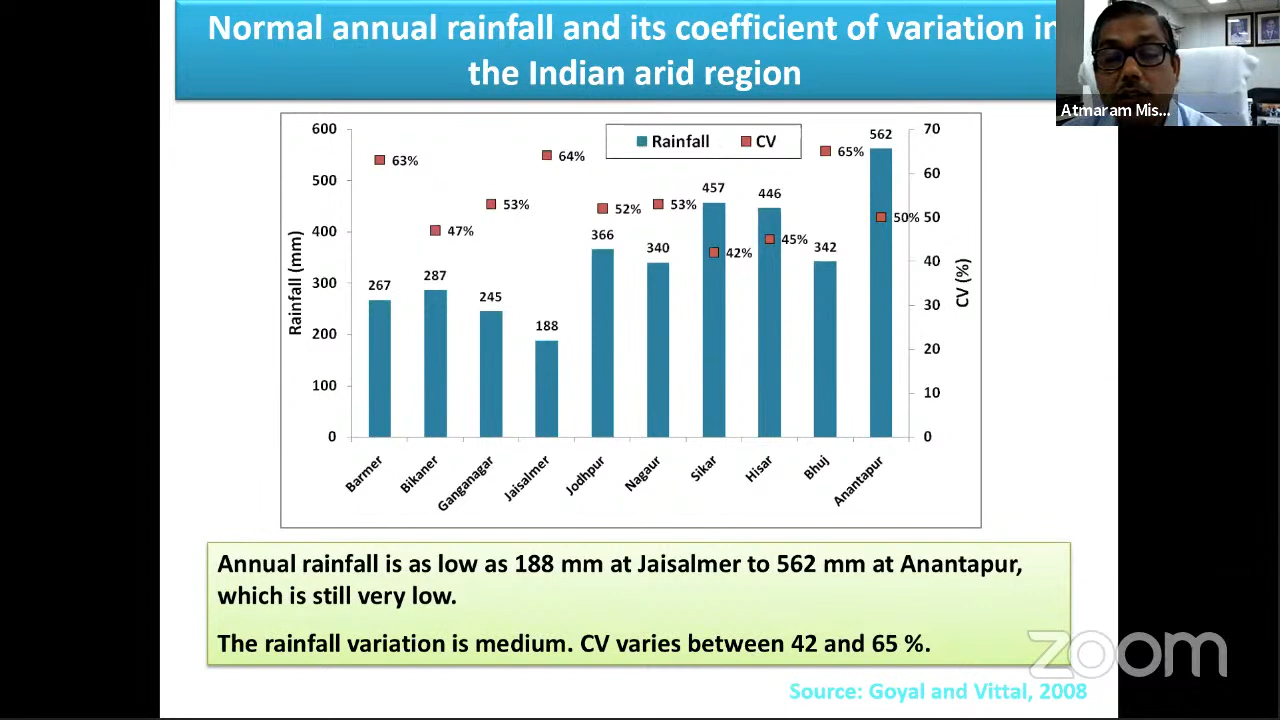 Normal annual rainfall and its coefficient of variation in
the Indian arid region
Atmaram Mis...
Rainfall CV
Rainfall (mm)
600
500
400
300
200
100
0
CV (%)
70
60
50
40
30
20
10
0
63% 47% 53% 64% 52% 53% 42% 45% 65% 50%
267 287 245 188 366 340 457 446 342 562
Barmer Bikaner Ganganagar Jaisalmer Jodhpur Nagaur Sikar Hisar Bhuj Anantapur
Annual rainfall is as low as 188 mm at Jaisalmer to 562 mm at Anantapur,
which is still very low.
The rainfall variation is medium. CV varies between 42 and 65 %.
zoom
Source: Goyal and Vittal, 2008